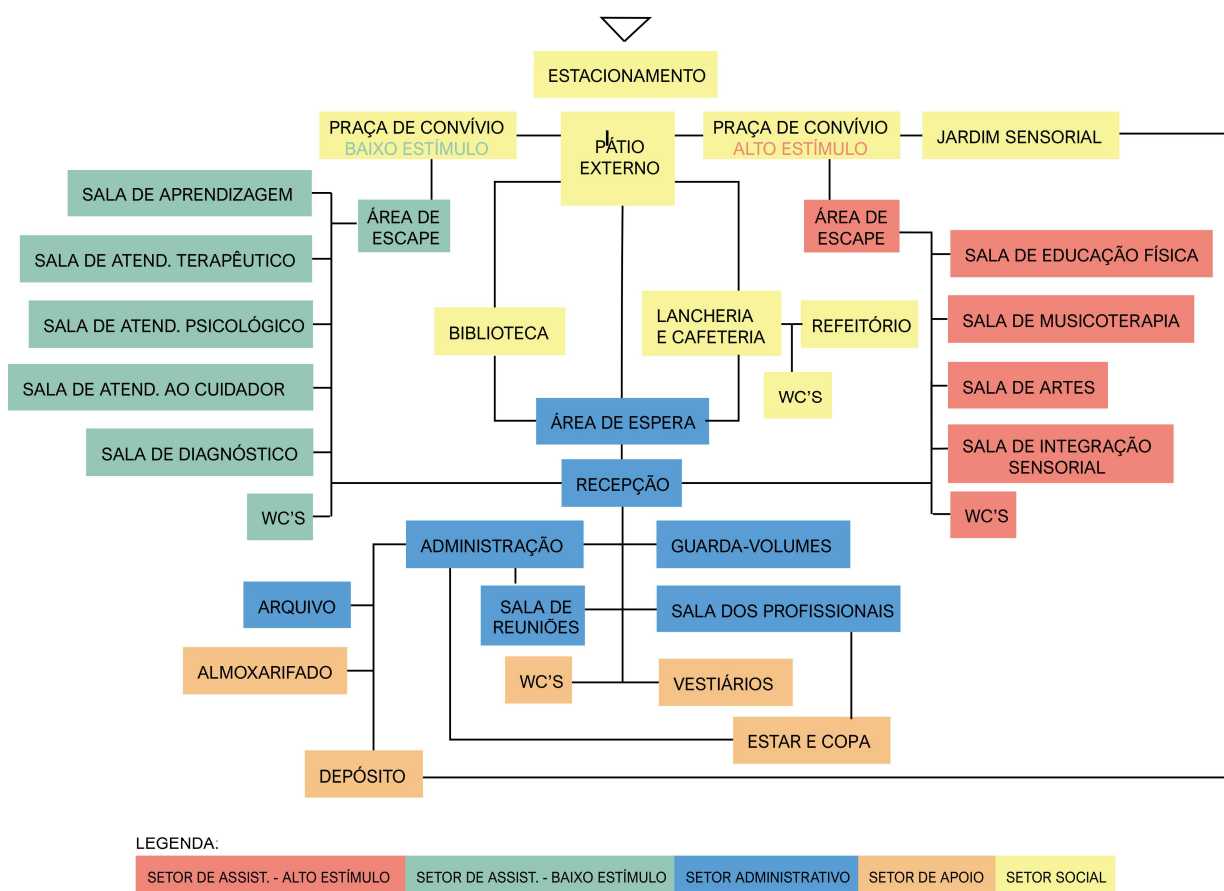 ESTACIONAMENTO
PRAÇA DE CONVÍVIO
BAIXO ESTÍMULO
PÁTIO
EXTERNO
PRAÇA DE CONVÍVIO
ALTO ESTÍMULO
JARDIM SENSORIAL
SALA DE APRENDIZAGEM
ÁREA DE
ESCAPE
ÁREA DE
ESCAPE
SALA DE ATEND. TERAPÊUTICO
SALA DE EDUCAÇÃO FÍSICA
SALA DE ATEND. PSICOLÓGICO
BIBLIOTECA
LANCHERIA
E CAFETERIA
REFEITÓRIO
SALA DE MUSICOTERAPIA
SALA DE ATEND. AO CUIDADOR
WC'S
SALA DE ARTES
ÁREA DE ESPERA
SALA DE DIAGNÓSTICO
SALA DE INTEGRAÇÃO
SENSORIAL
RECEPÇÃO
WC'S
WC'S
ADMINISTRAÇÃO
GUARDA-VOLUMES
ARQUIVO
SALA DE
REUNIÕES
SALA DOS PROFISSIONAIS
ALMOXARIFADO
WC'S
VESTIÁRIOS
ESTAR E COPA
DEPÓSITO
LEGENDA:
SETOR DE ASSIST. - ALTO ESTÍMULO
SETOR DE ASSIST. - BAIXO ESTÍMULO
SETOR ADMINISTRATIVO
SETOR DE APOIO
SETOR SOCIAL